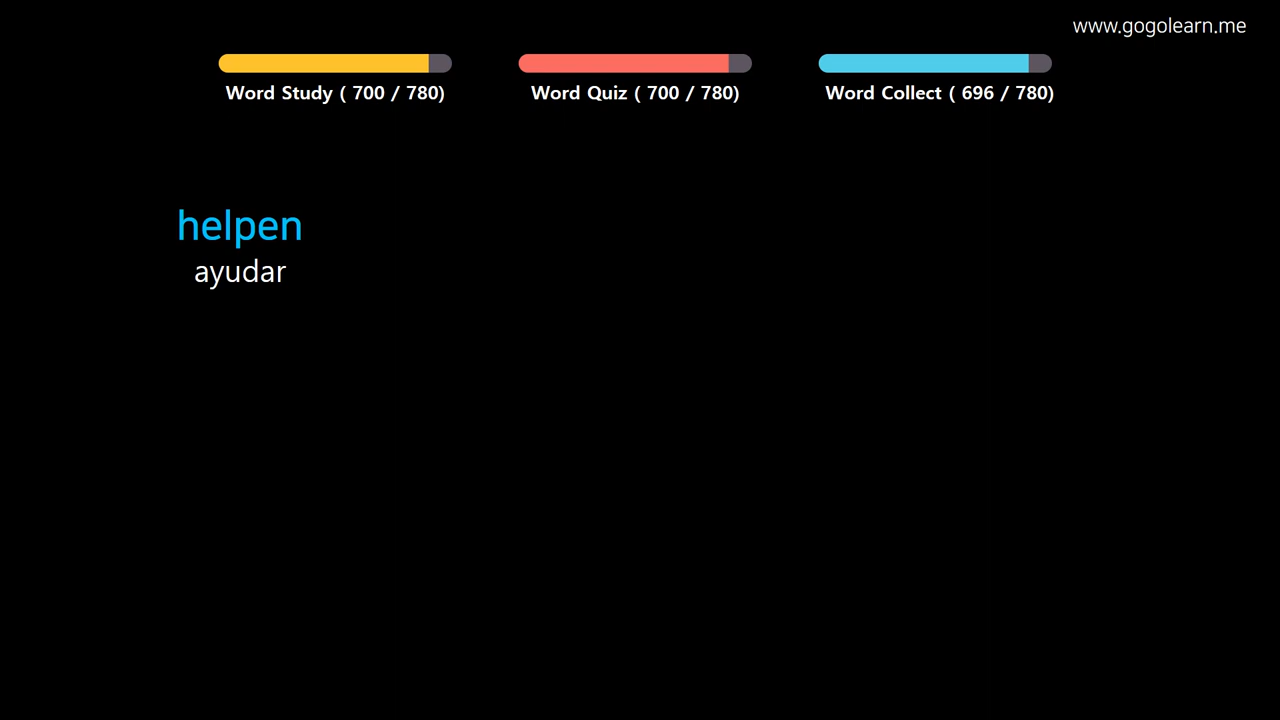 www.gogolearn.me
Word Study ( 700 / 780)
Word Quiz ( 700 / 780)
Word Collect ( 696 / 780)
helpen
ayudar